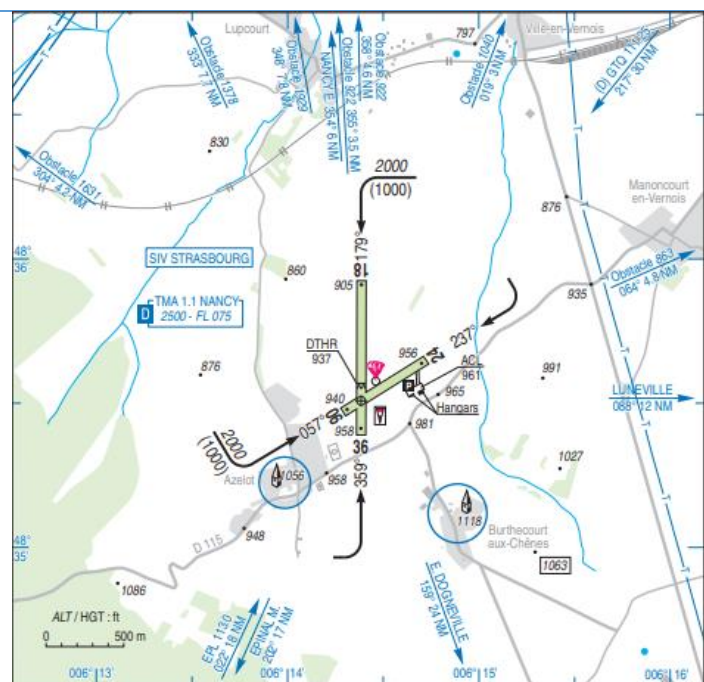 Lupcourt
Ville-en-Vernois
797
Obstacle 1378
333° 7.7 NM
Obstacle 1929
348° 7.8 NM
NANCY E.
354° 6 NM
Obstacle 922
355° 3.5 NM
Obstacle 922
358° 4.6 NM
Obstacle 1040
019° 3 NM
217° 30 NM
830
Obstacle 1631
304° 4.2 NM
2000
(1000)
Manoncourt
en-Vernois
876
48°
36
48°
36
SIV STRASBOURG
179°
18
860
905
Obstacle 863
064° 4.8 NM
935
D
TMA 1.1 NANCY
2500 - FL 075
DTHR
937
956
24
237°
AC
961
P
876
991
965
940
Hangars
LUNEVILLE
088° 12 NM
057°
06
958
981
36
2000
(1000)
359°
Azelot
1056
958
1027
1118
Burthecourt
aux-Chênes
948
D 115
48°
35
48°
35
1063
1086
E. DOGNEVILLE
159° 24 NM
EPL 113.0
022° 18 NM
EPINAL M.
202° 17 NM
ALT / HGT : ft
0 500 m
006° 13'
006° 14'
006° 15'
006° 16'